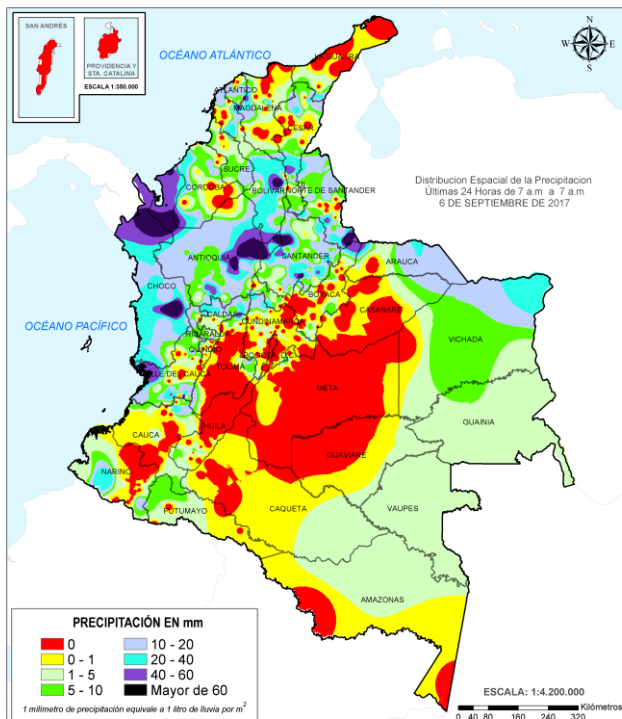 SAN ANDRÉS
PROVIDENCIA Y
STA. CATALINA
ESCALA 1:350.000
OCÉANO ATLÁNTICO
N
W
E
S
ATLÁNTICO
MAGDALENA
CESAR
SUCRE
CORDOBA
BOLIVAR
NORTE DE SANTANDER
Distribucion Espacial de la Precipitacion
Últimas 24 Horas de 7 a.m a 7 a.m
6 DE SEPTIEMBRE DE 2017
ANTIOQUIA
SANTANDER
ARAUCA
CHOCO
BOYACA
CASANARE
CALDAS
CUNDINAMARCA
OCÉANO PACÍFICO
RISARALDA
VICHADA
QUINDIO
BOGOTA D.C.
VALLE DEL CAUCA
TOLIMA
META
GUAINIA
CAUCA
HUILA
GUAVIARE
NARIÑO
PUTUMAYO
CAQUETA
VAUPES
AMAZONAS
PRECIPITACIÓN EN mm
0
10 - 20
0 - 1
20 - 40
1 - 5
40 - 60
5 - 10
Mayor de 60
1 milimetro de precipitación equivale a 1 litro de lluvia por m2
ESCALA: 1:4.200.000
Kilómetros
0 40 80 160 240 320